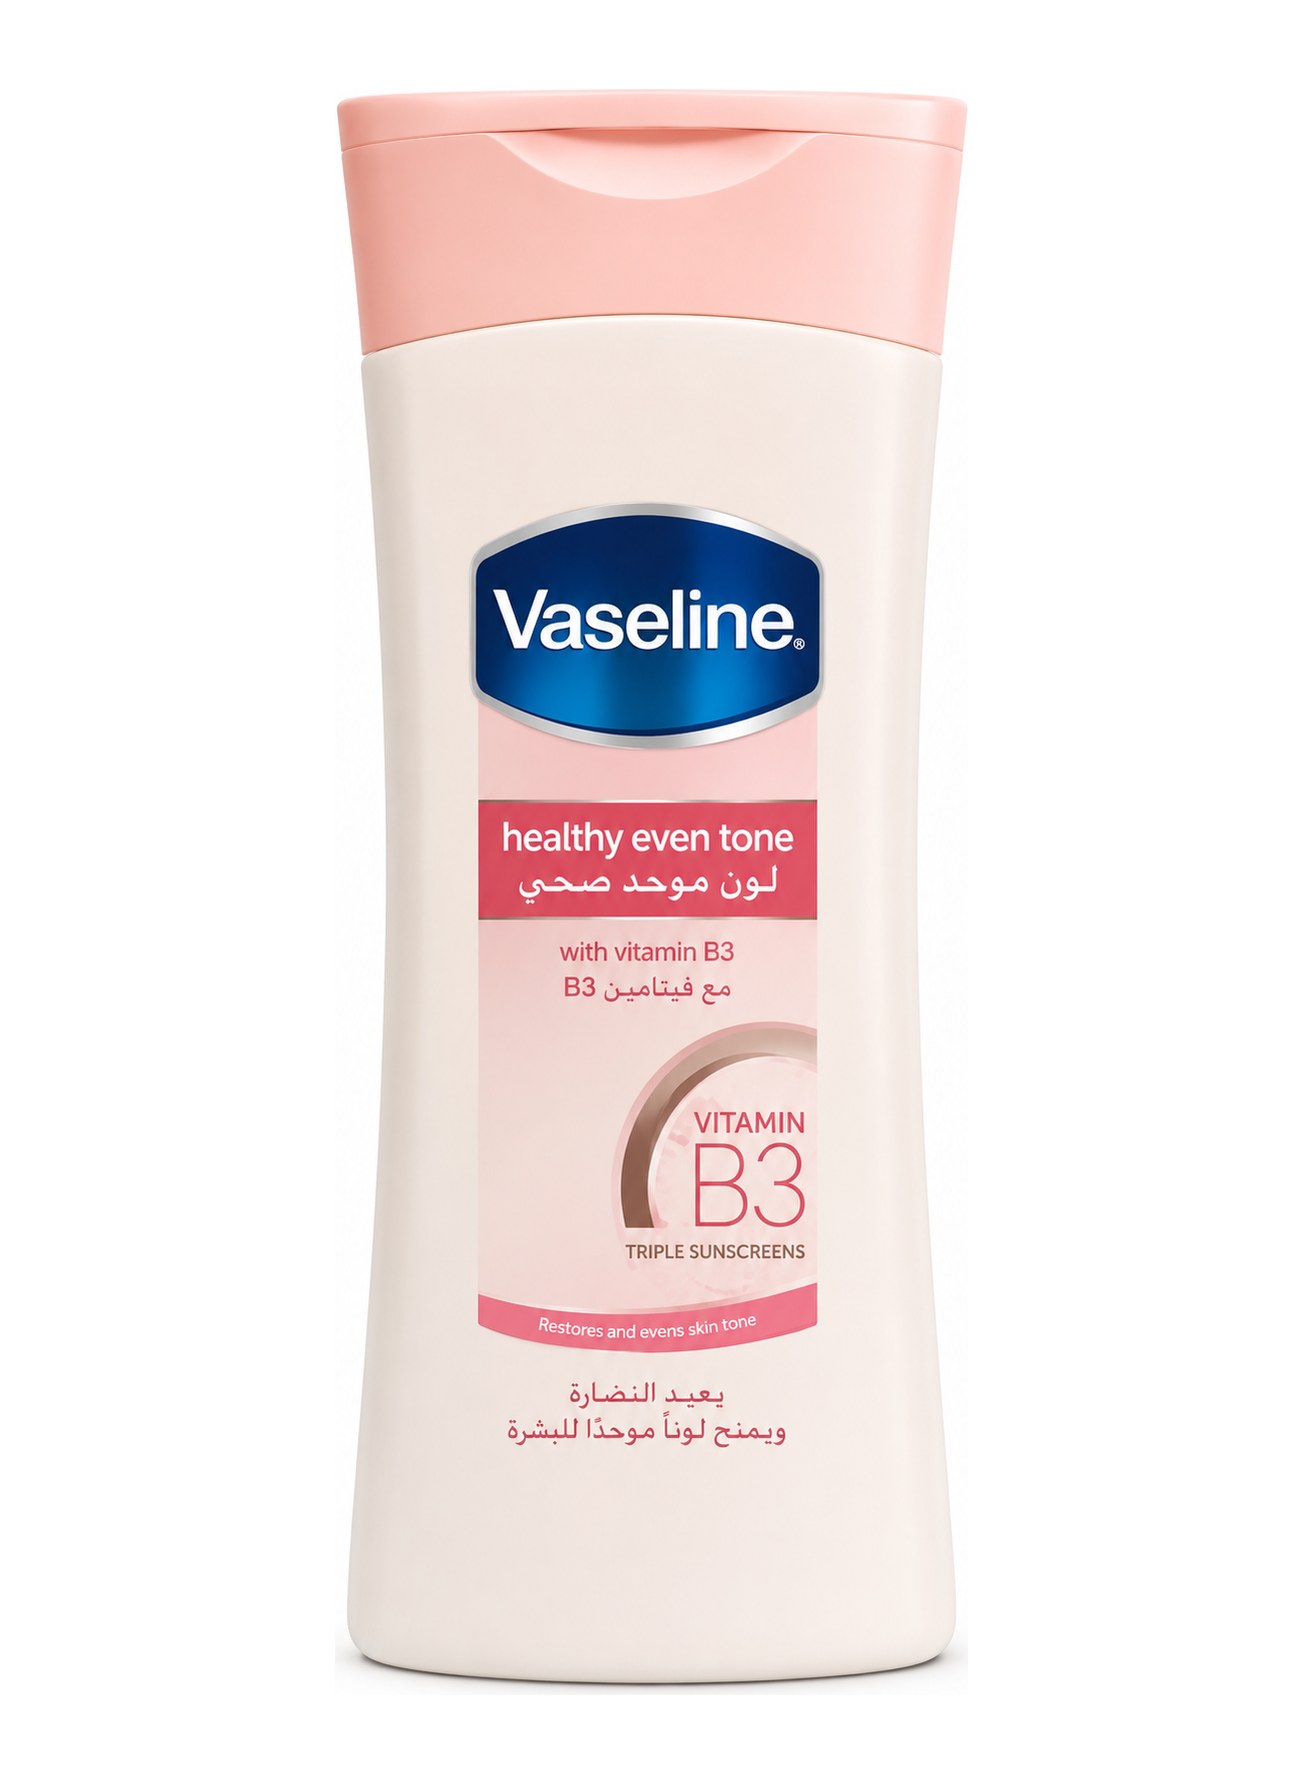 Vaseline®
healthy even tone
لون موحد صحي
with vitamin B3
مع فيتامين B3
VITAMIN
B3
TRIPLE SUNSCREENS
Restores and evens skin tone
يعيد النضارة
ويمنح لوناً موحدًا للبشرة